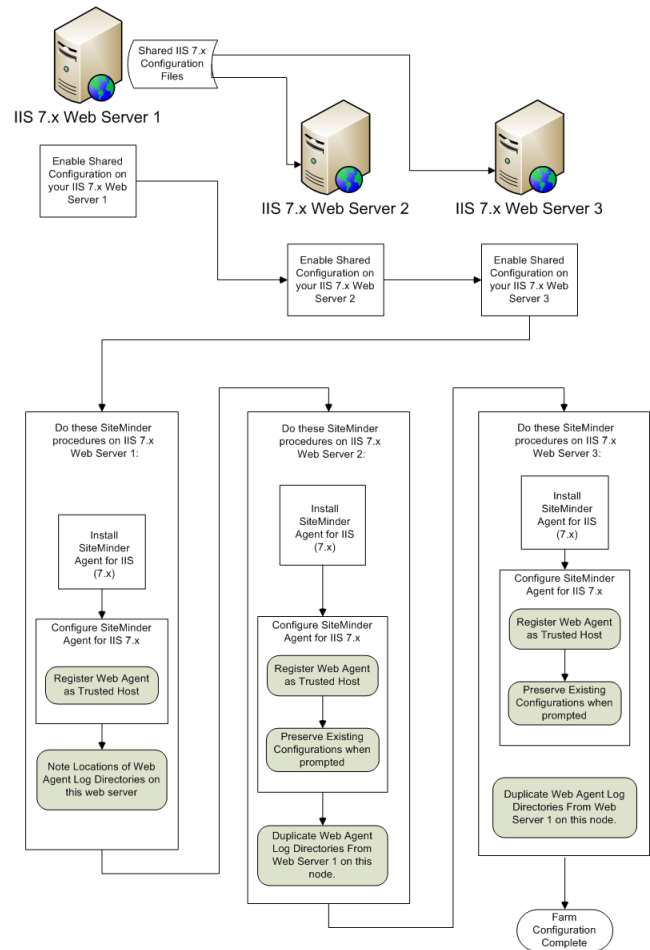 Shared IIS 7.x
Configuration
Files
IIS 7.x Web Server 1
IIS 7.x Web Server 2
IIS 7.x Web Server 3
Enable Shared
Configuration on
your IIS 7.x Web
Server 1
Enable Shared
Configuration on
your IIS 7.x Web
Server 2
Enable Shared
Configuration on
your IIS 7.x Web
Server 3
Do these SiteMinder
procedures on IIS 7.x
Web Server 1:
Install
SiteMinder
Agent for IIS
(7.x)
Configure SiteMinder
Agent for IIS 7.x
Register Web Agent
as Trusted Host
Note Locations of Web
Agent Log Directories on
this web server
Do these SiteMinder
procedures on IIS 7.x
Web Server 2:
Install
SiteMinder
Agent for IIS
(7.x)
Configure SiteMinder
Agent for IIS 7.x
Register Web Agent
as Trusted Host
Preserve Existing
Configurations when
prompted
Duplicate Web Agent
Log Directories From
Web Server 1 on this
node.
Do these SiteMinder
procedures on IIS 7.x
Web Server 3:
Install
SiteMinder
Agent for IIS
(7.x)
Configure SiteMinder
Agent for IIS 7.x
Register Web Agent
as Trusted Host
Preserve Existing
Configurations when
prompted
Duplicate Web Agent Log
Directories From Web
Server 1 on this node.
Farm
Configuration
Complete